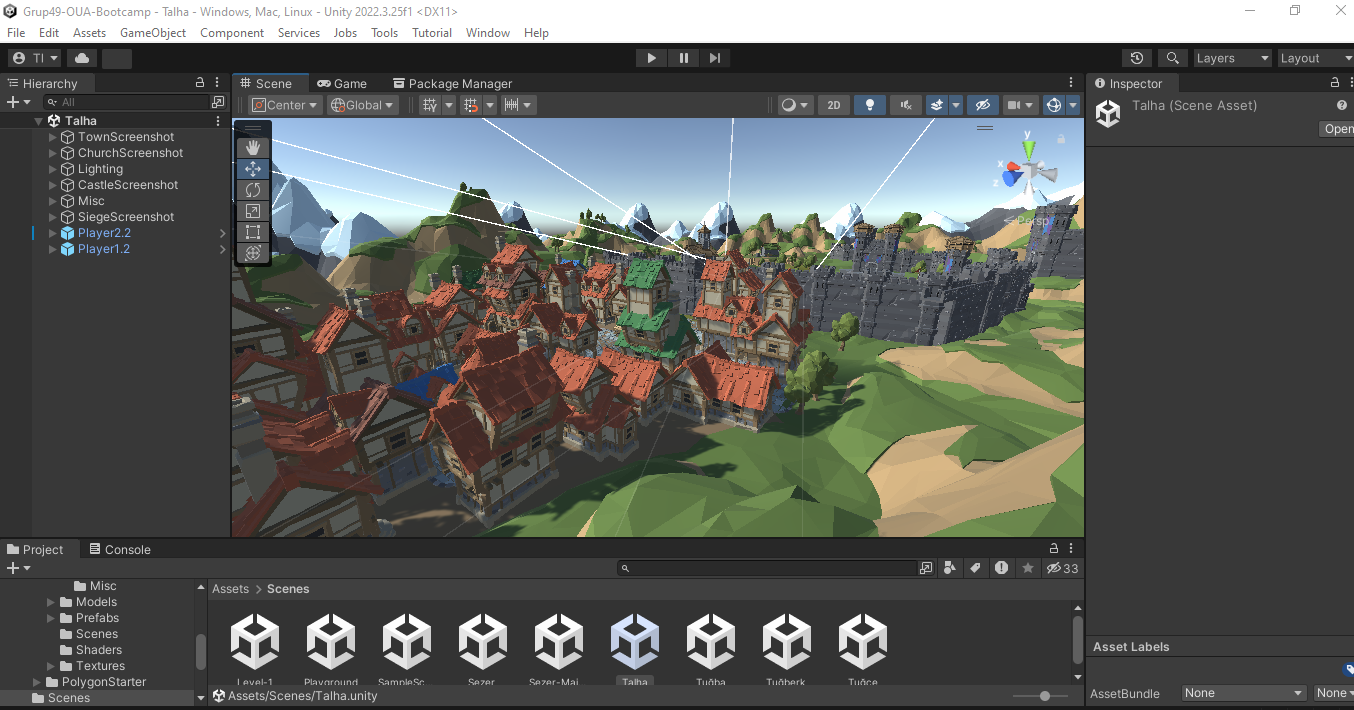 Grup49-OUA-Bootcamp - Talha - Windows, Mac, Linux - Unity 2022.3.25f1 <DX11>
File Edit Assets GameObject Component Services Jobs Tools Tutorial Window Help
TI Layers Layout
Hierarchy
All
Talha
TownScreenshot
ChurchScreenshot
Lighting
CastleScreenshot
Misc
SiegeScreenshot
Player2.2
Player1.2
Scene Game Package Manager
Center Global 2D
y
x
z
Persp
Inspector
Talha (Scene Asset)
Open
Project Console
33
Misc
Models
Prefabs
Scenes
Shaders
Textures
PolygonStarter
Scenes
Assets > Scenes
Level-1 Playground SampleSc... Sezer Sezer-Mai... Talha Tuğba Tuğberk Tuğçe
Assets/Scenes/Talha.unity
Asset Labels
AssetBundle None None